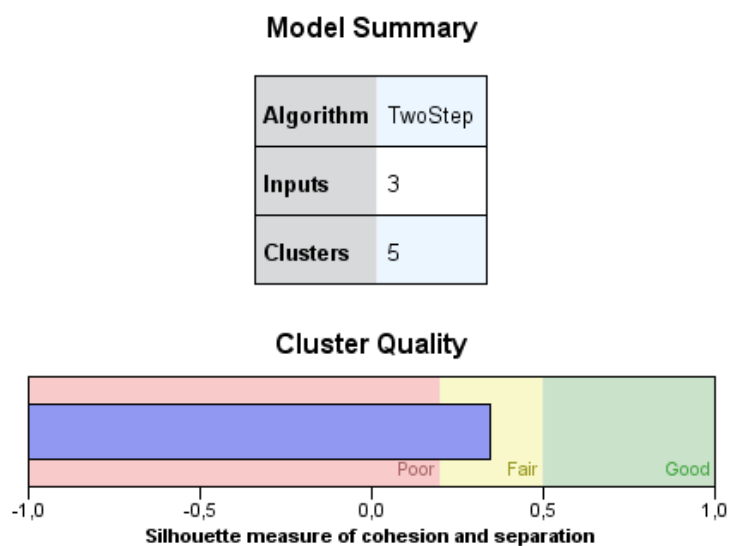 Model Summary
Algorithm TwoStep
Inputs 3
Clusters 5
Cluster Quality
Poor Fair Good
-1,0 -0,5 0,0 0,5 1,0
Silhouette measure of cohesion and separation